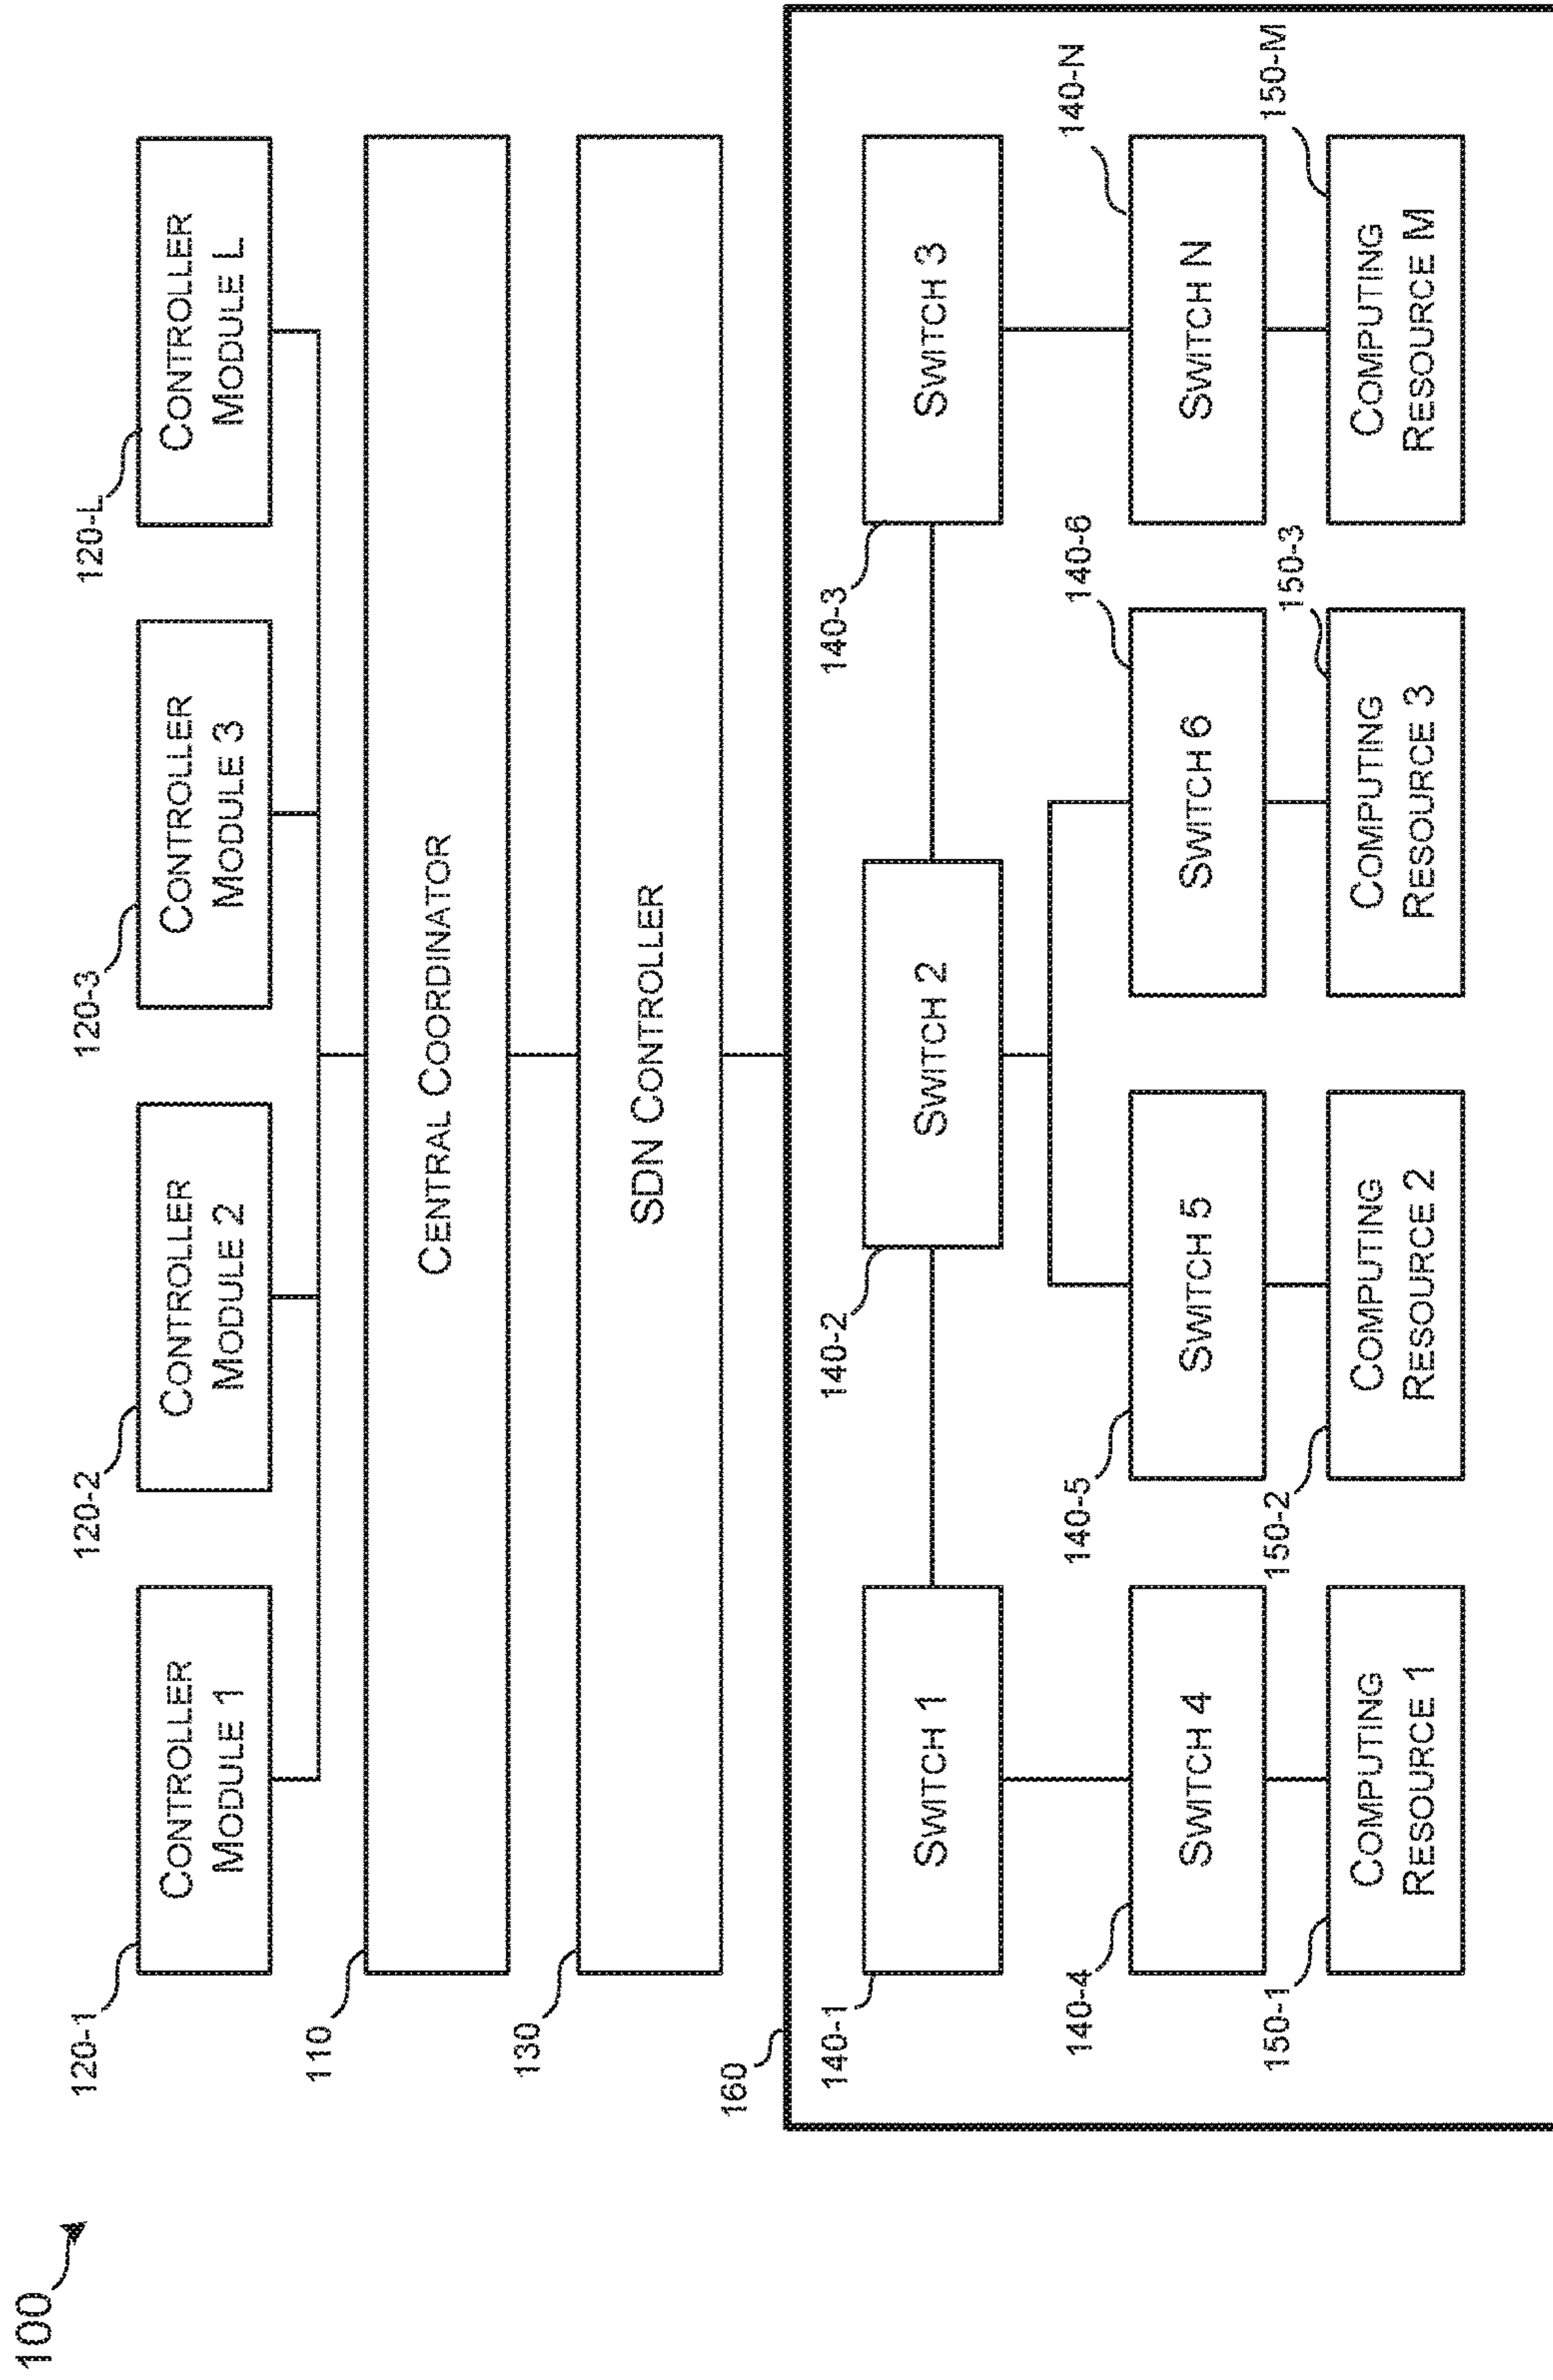 100
120-1
CONTROLLER
MODULE 1
120-2
CONTROLLER
MODULE 2
120-3
CONTROLLER
MODULE 3
120-L
CONTROLLER
MODULE L
110
CENTRAL COORDINATOR
130
SDN CONTROLLER
160
140-1
SWITCH 1
140-2
SWITCH 2
140-3
SWITCH 3
140-4
SWITCH 4
140-5
SWITCH 5
140-6
SWITCH 6
140-N
SWITCH N
150-1
COMPUTING
RESOURCE 1
150-2
COMPUTING
RESOURCE 2
150-3
COMPUTING
RESOURCE 3
150-M
COMPUTING
RESOURCE M